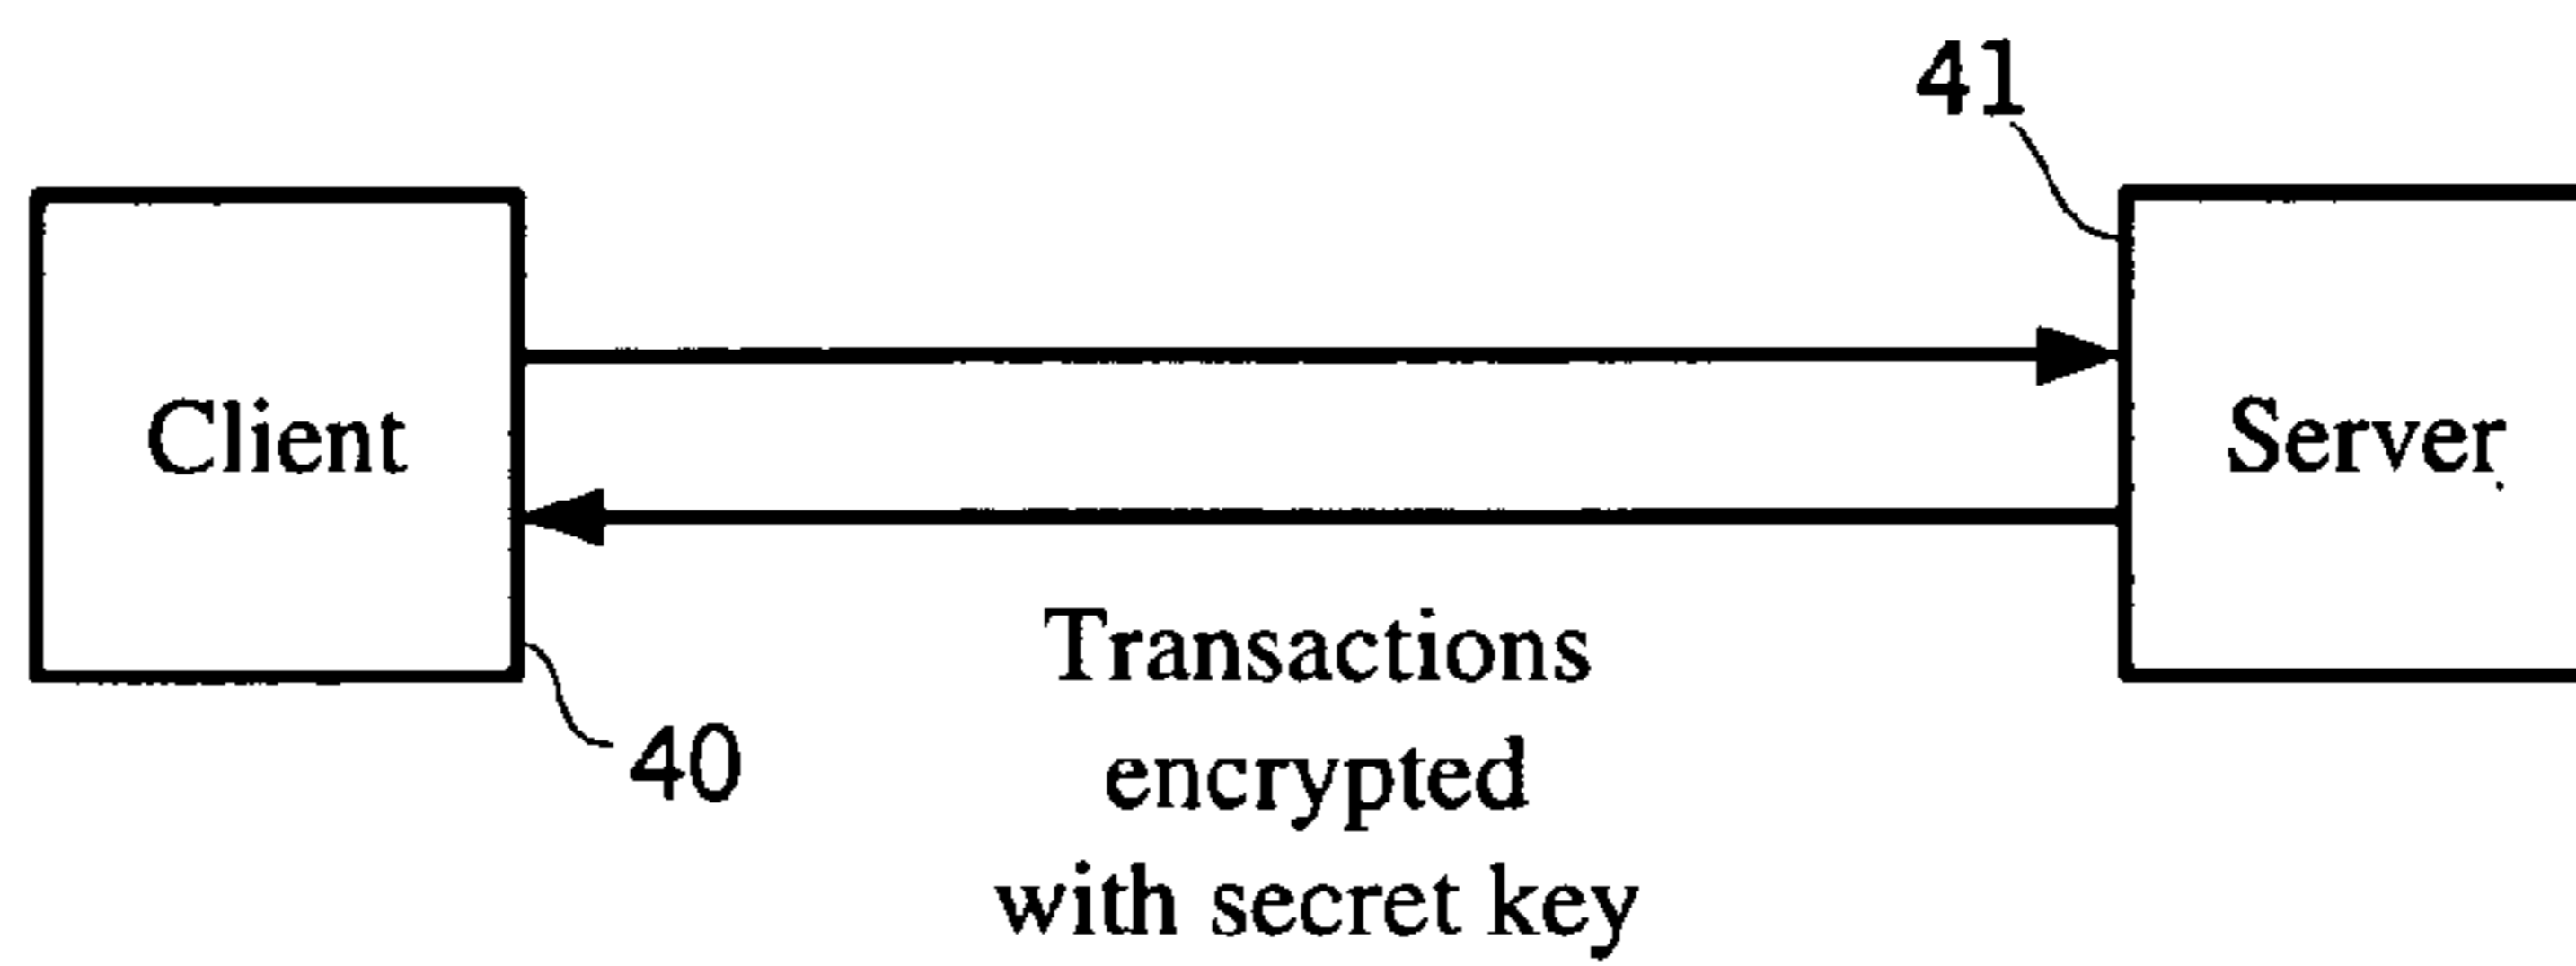 41
Client
Server
Transactions
encrypted
with secret key
40